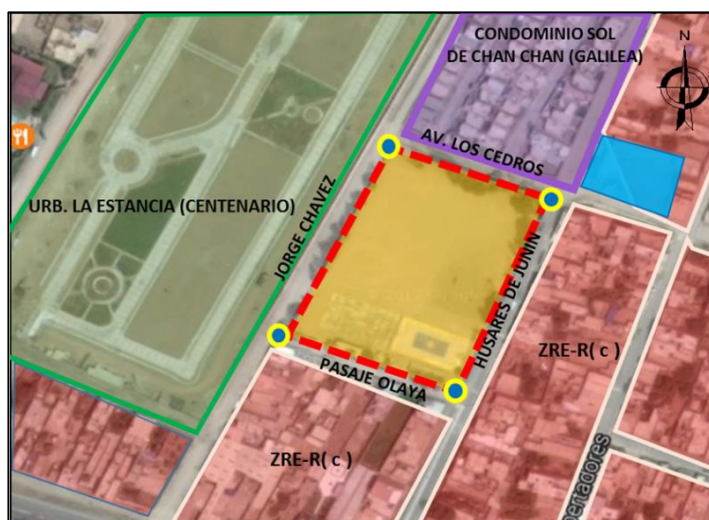 CONDOMINIO SOL
DE CHAN CHAN (GALILEA)
N
AV. LOS CEDROS
URB. LA ESTANCIA (CENTENARIO)
JORGE CHAVEZ
HUSARES DE JUNIN
ZRE-R( c )
PASAJE OLAYA
ZRE-R( c )
ertadores